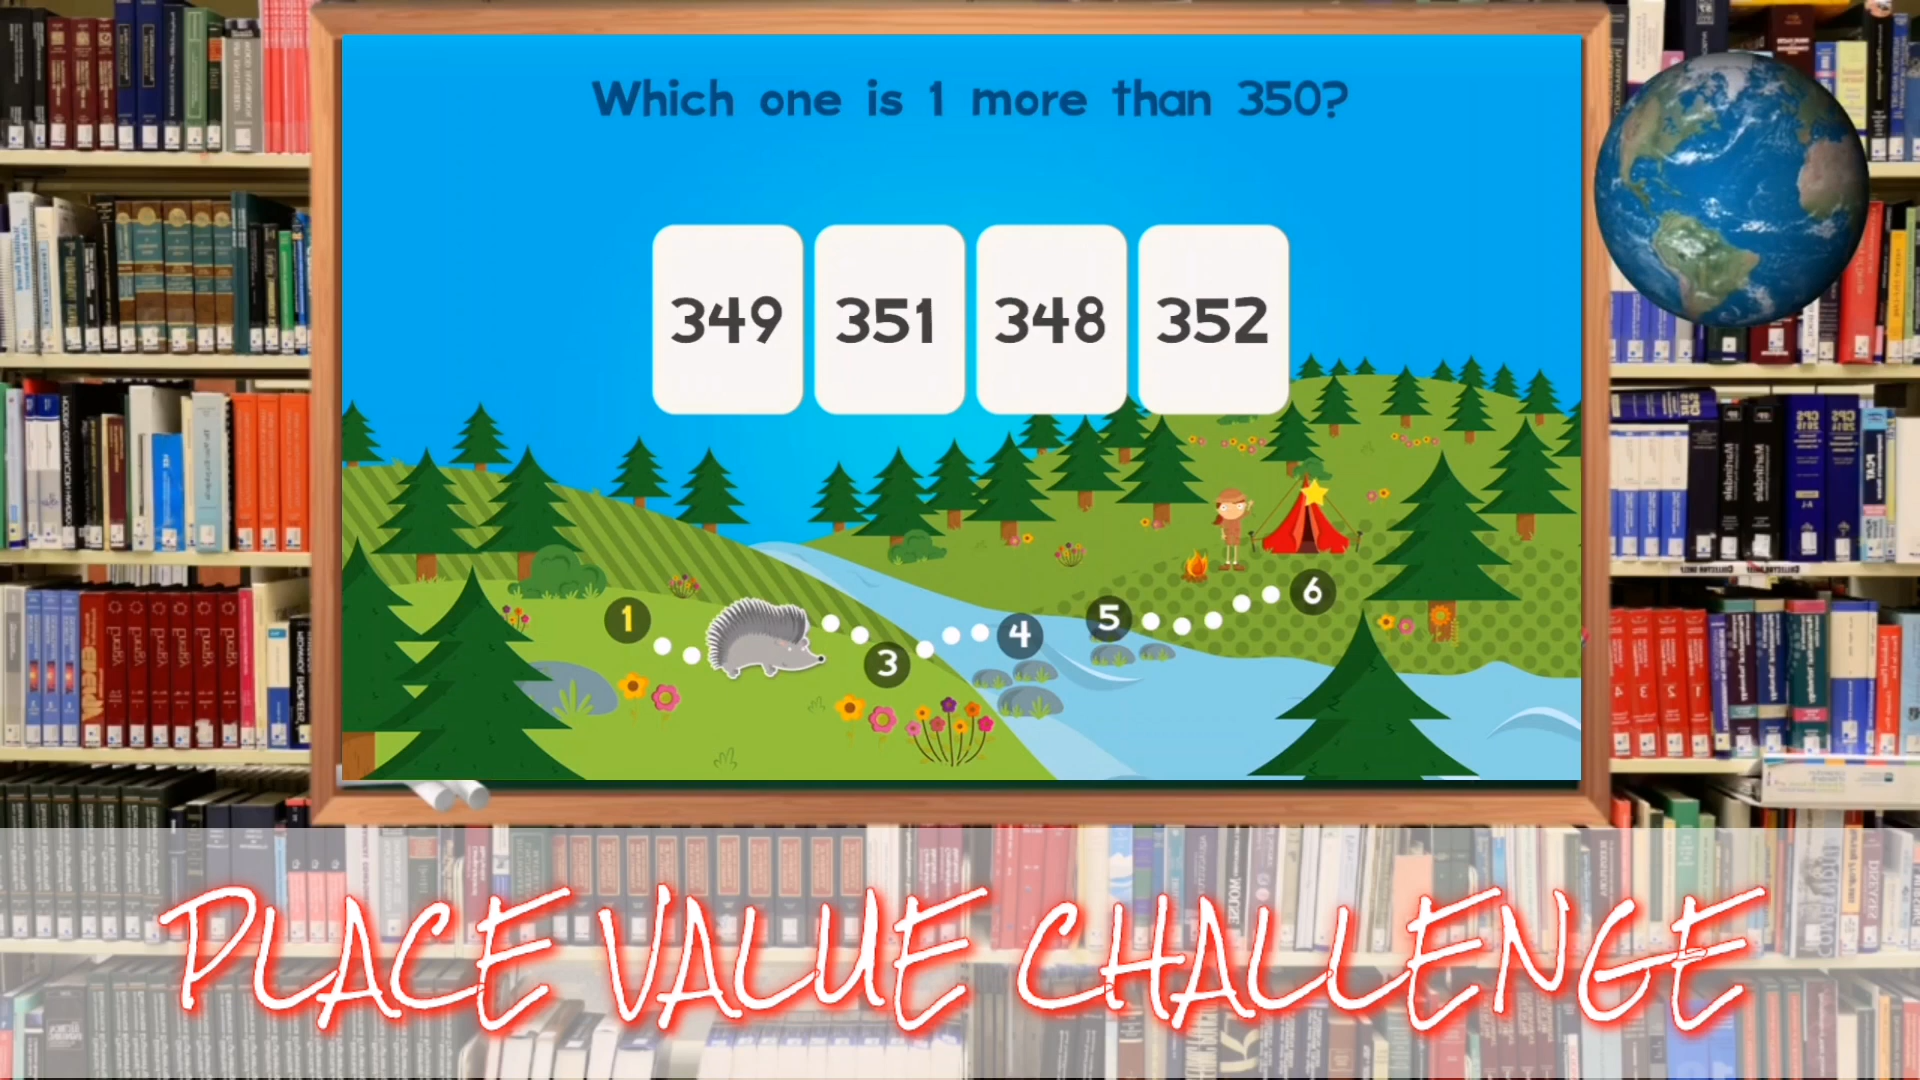 Which one is 1 more than 350?
349 351 348 352
1 3 4 5 6
PLACE VALUE CHALLENGE